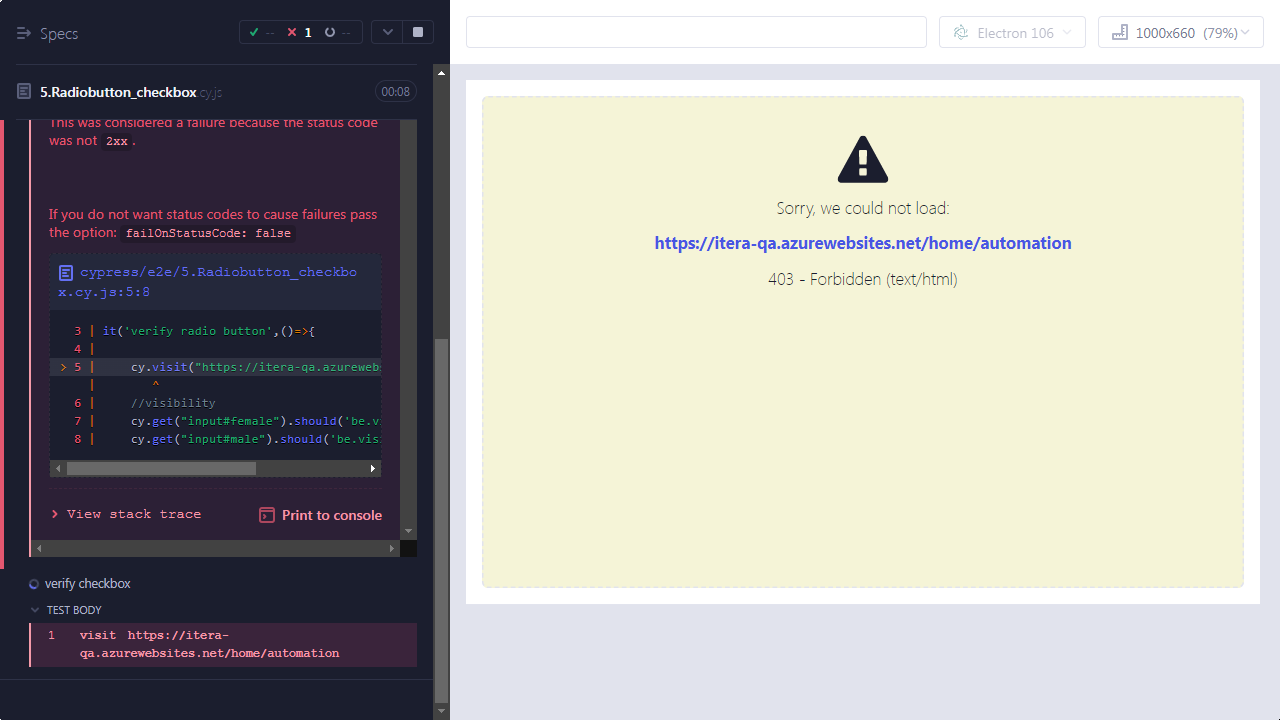 Specs
-- 1 --
5.Radiobutton_checkbox.cy.js 00:08
This was considered a failure because the status code
was not 2xx.
If you do not want status codes to cause failures pass
the option: failOnStatusCode: false
cypress/e2e/5.Radiobutton_checkbo
x.cy.js:5:8
3 | it('verify radio button',()=>{
4 |
> 5 | cy.visit("https://itera-qa.azureweb
| ^
6 | //visibility
7 | cy.get("input#female").should('be.vi
8 | cy.get("input#male").should('be.vis
View stack trace
Print to console
verify checkbox
TEST BODY
1 visit https://itera-
qa.azurewebsites.net/home/automation
Electron 106
1000x660 (79%)
Sorry, we could not load:
https://itera-qa.azurewebsites.net/home/automation
403 - Forbidden (text/html)